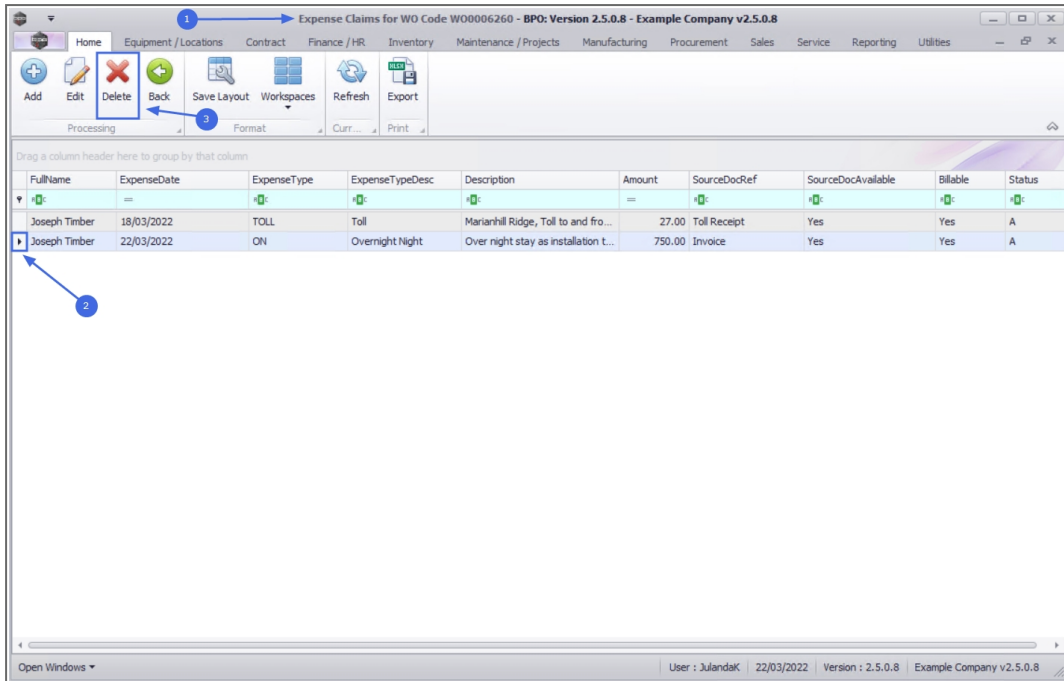 1
Expense Claims for WO Code WO0006260 - BPO: Version 2.5.0.8 - Example Company v2.5.0.8
Home Equipment / Locations Contract Finance / HR Inventory Maintenance / Projects Manufacturing Procurement Sales Service Reporting Utilities
Add Edit Delete Back Save Layout Workspaces Refresh Export
3
Processing Format Curr... Print
Drag a column header here to group by that column
FullName ExpenseDate ExpenseType ExpenseTypeDesc Description Amount SourceDocRef SourceDocAvailable Billable Status
Joseph Timber 18/03/2022 TOLL Toll Marianhill Ridge, Toll to and fro... 27.00 Toll Receipt Yes Yes A
Joseph Timber 22/03/2022 ON Overnight Night Over night stay as installation t... 750.00 Invoice Yes Yes A
2
Open Windows User : JulandaK 22/03/2022 Version : 2.5.0.8 Example Company v2.5.0.8